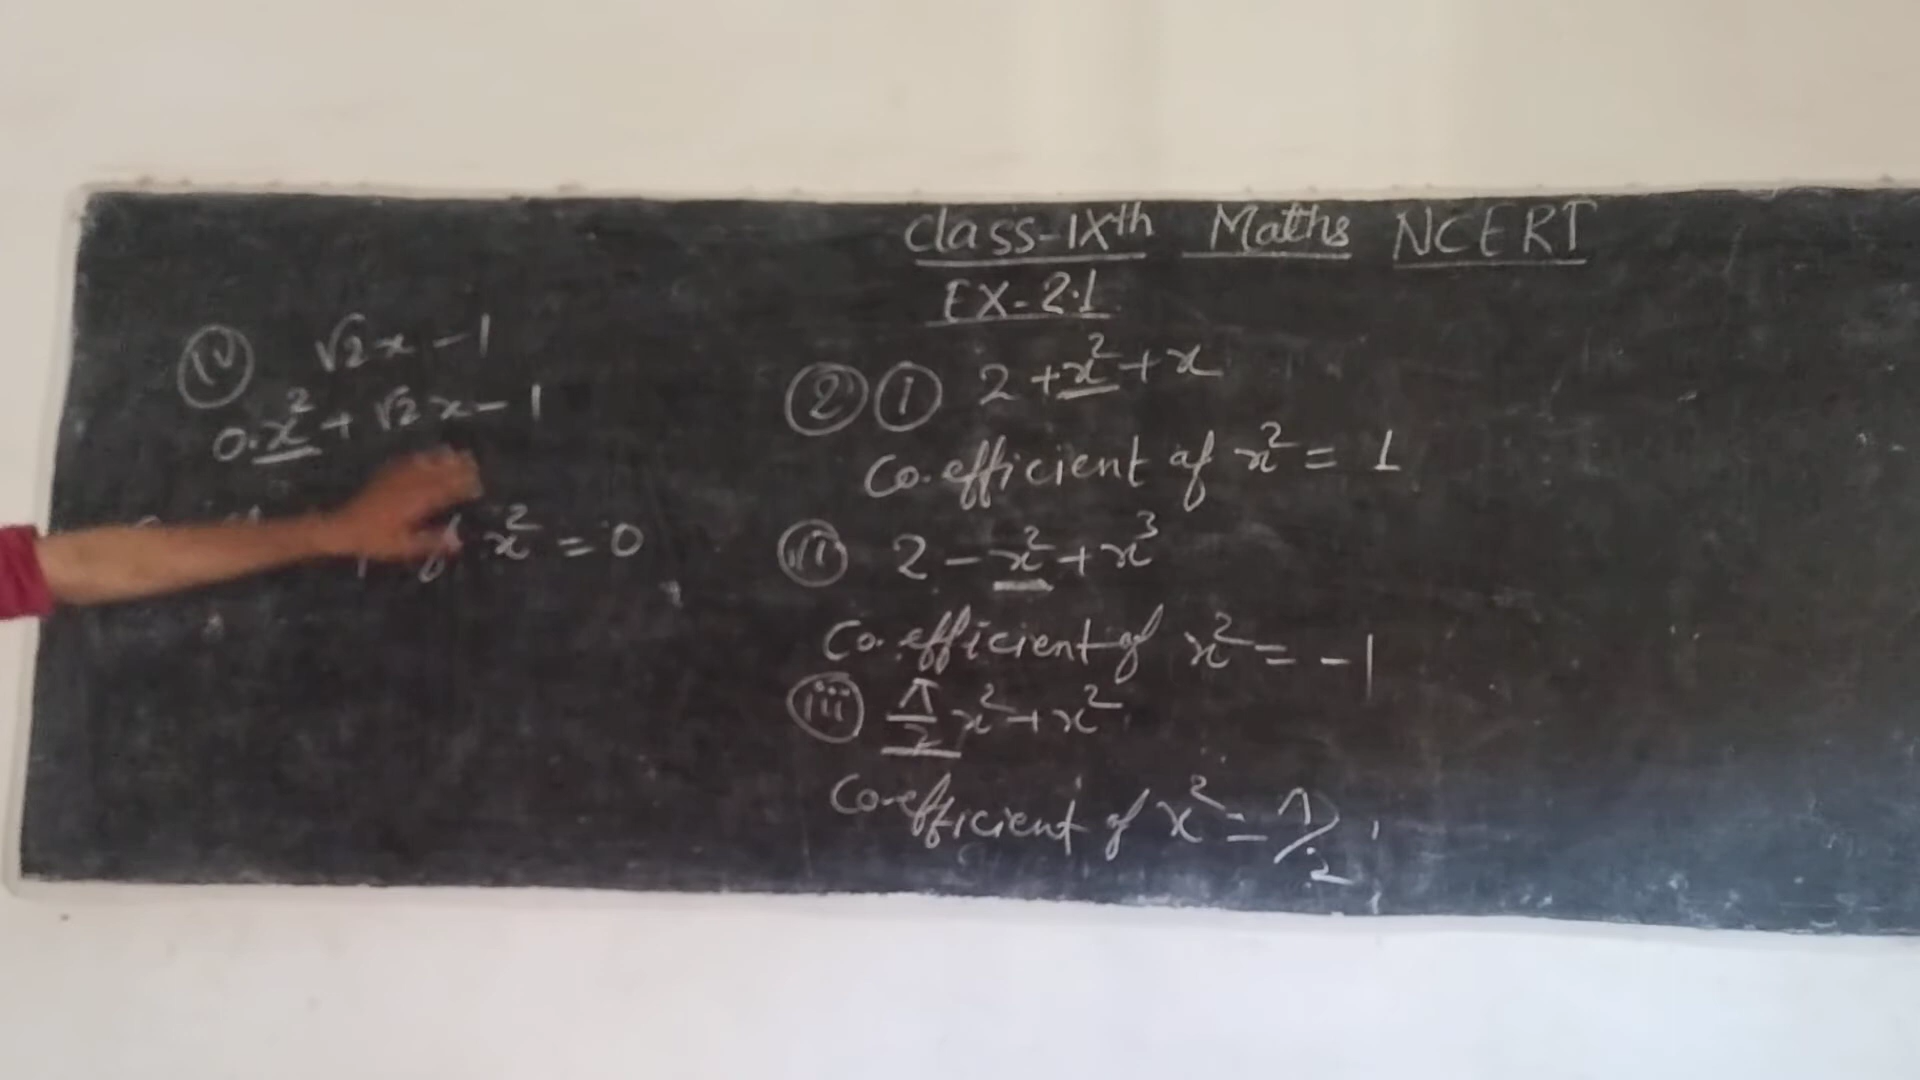 Class-IXth Maths NCERT
EX-2.1
② ① 2 + x² + x
Co-efficient of x² = 1
(ii) 2 - x² + x³
Co-efficient of x² = -1
(iii) π/2 x² + x²
Co-efficient of x² = π/2
(iv) √2x - 1
0.x² + √2x - 1
of x² = 0